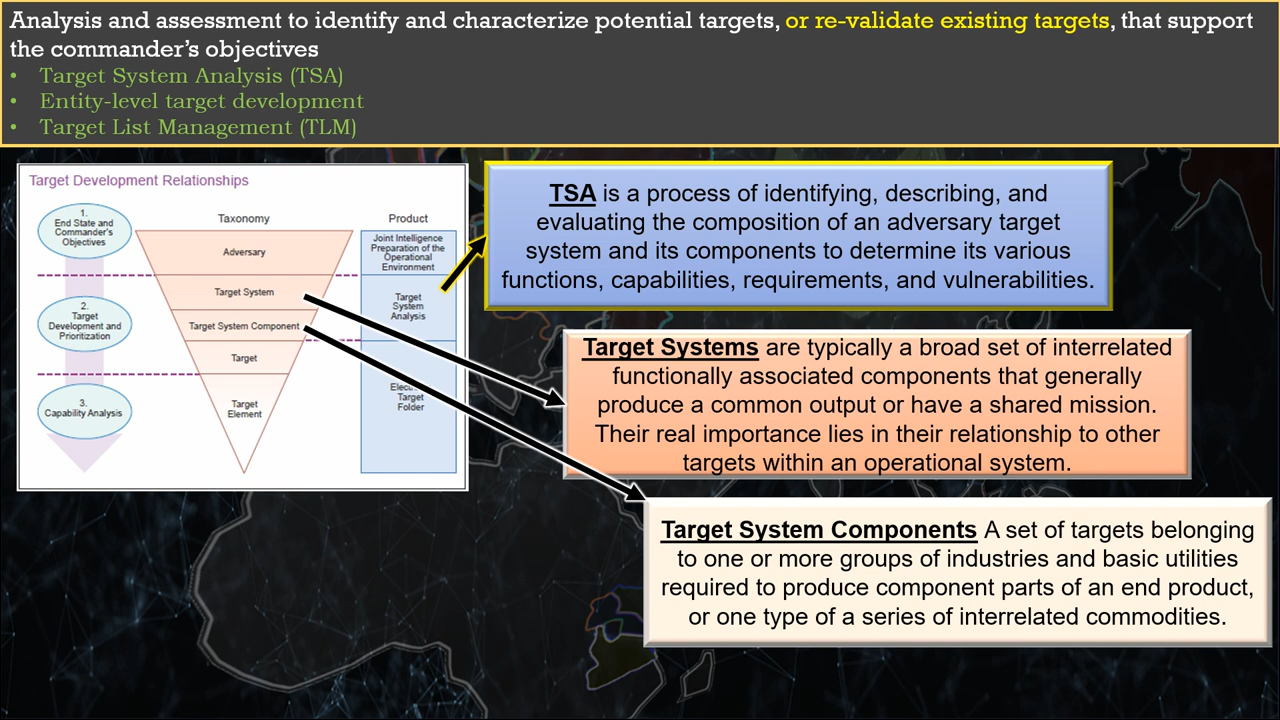 Analysis and assessment to identify and characterize potential targets, or re-validate existing targets, that support
the commander's objectives
• Target System Analysis (TSA)
• Entity-level target development
• Target List Management (TLM)
Target Development Relationships
1.
End State and
Commander's
Objectives
2.
Target
Development and
Prioritization
3.
Capability Analysis
Taxonomy
Adversary
Target System
Target System Component
Target
Target
Element
Product
Joint Intelligence
Preparation of the
Operational
Environment
Target
System
Analysis
Target
Folder
TSA is a process of identifying, describing, and
evaluating the composition of an adversary target
system and its components to determine its various
functions, capabilities, requirements, and vulnerabilities.
Target Systems are typically a broad set of interrelated
functionally associated components that generally
produce a common output or have a shared mission.
Their real importance lies in their relationship to other
targets within an operational system.
Target System Components A set of targets belonging
to one or more groups of industries and basic utilities
required to produce component parts of an end product,
or one type of a series of interrelated commodities.